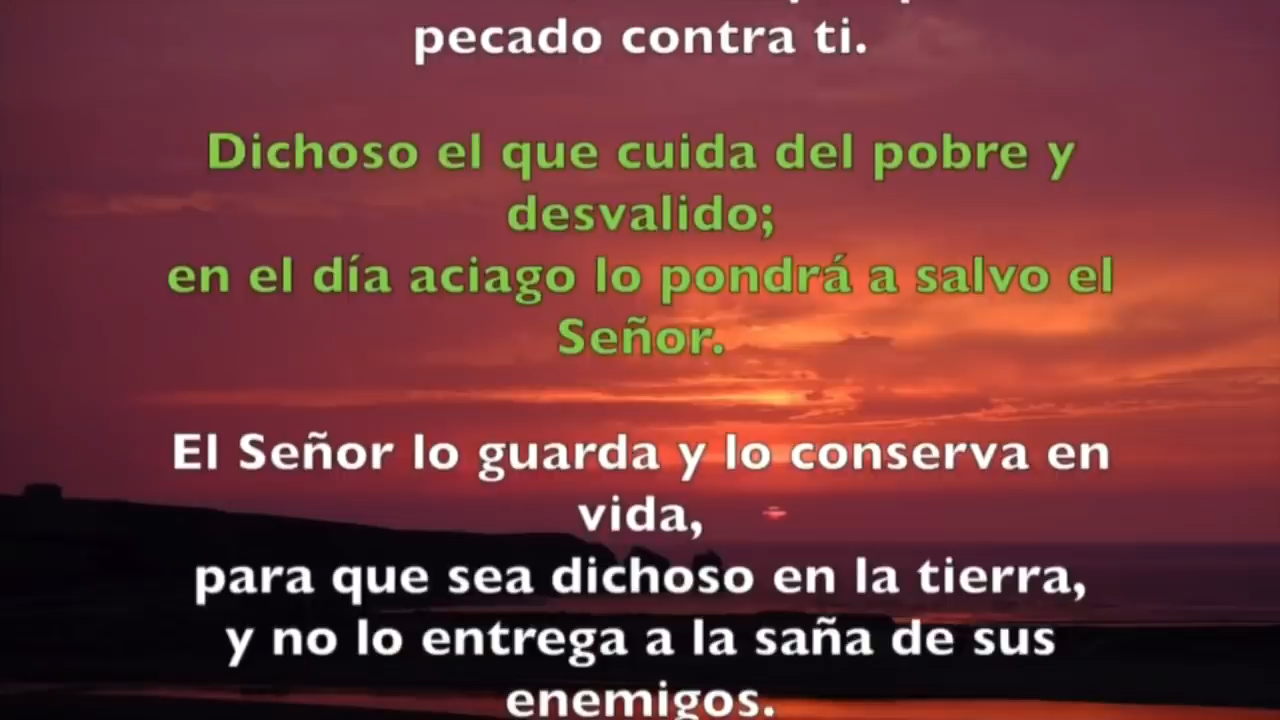 pecado contra ti.
Dichoso el que cuida del pobre y
desvalido;
en el día aciago lo pondrá a salvo el
Señor.
El Señor lo guarda y lo conserva en
vida,
para que sea dichoso en la tierra,
y no lo entrega a la saña de sus
enemigos.